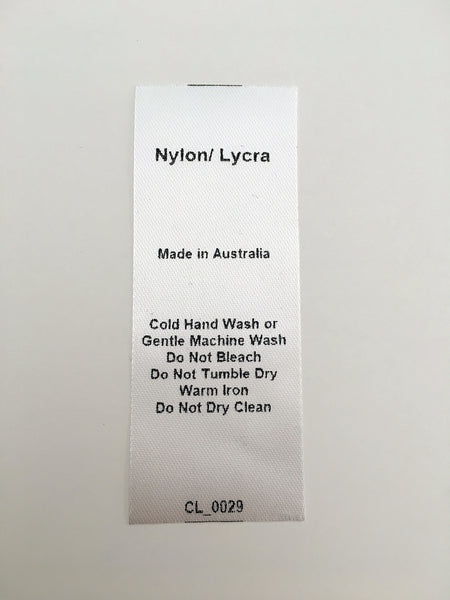 Nylon/ Lycra
Made in Australia
Cold Hand Wash or
Gentle Machine Wash
Do Not Bleach
Do Not Tumble Dry
Warm Iron
Do Not Dry Clean
CL_0029